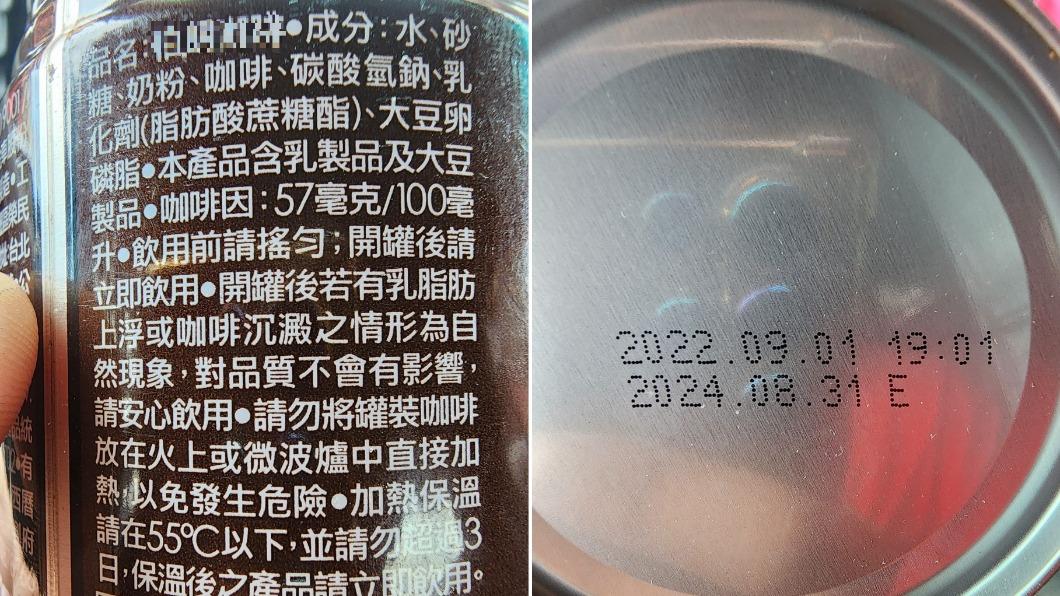 品名:
•成分:水、砂
糖、奶粉、咖啡、碳酸氫鈉、乳
化劑(脂肪酸蔗糖酯)、大豆卵
磷脂•本產品含乳製品及大豆
製品•咖啡因:57毫克/100毫
升•飲用前請搖勻;開罐後請
立即飲用•開罐後若有乳脂肪
上浮或咖啡沉澱之情形為自
然現象,對品質不會有影響,
請安心飲用•請勿將罐裝咖啡
放在火上或微波爐中直接加
熱,以免發生危險•加熱保溫
請在55℃以下,並請勿超過3
日,保溫後之產品請立即飲用。
2022.09.01 19:01
2024.08.31 E